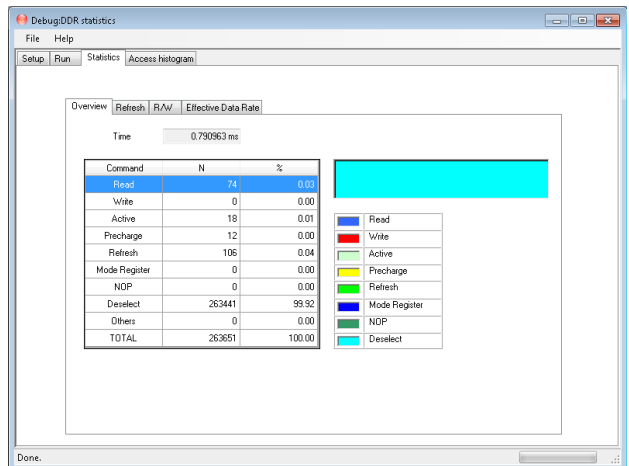 Debug:DDR statistics
File Help
Setup Run Statistics Access histogram
Overview Refresh R/W Effective Data Rate
Time 0.790963 ms
Command N %
Read 74 0.03
Write 0 0.00
Active 18 0.01
Precharge 12 0.00
Refresh 106 0.04
Mode Register 0 0.00
NOP 0 0.00
Deselect 263441 99.92
Others 0 0.00
TOTAL 263651 100.00
Read
Write
Active
Precharge
Refresh
Mode Register
NOP
Deselect
Done.